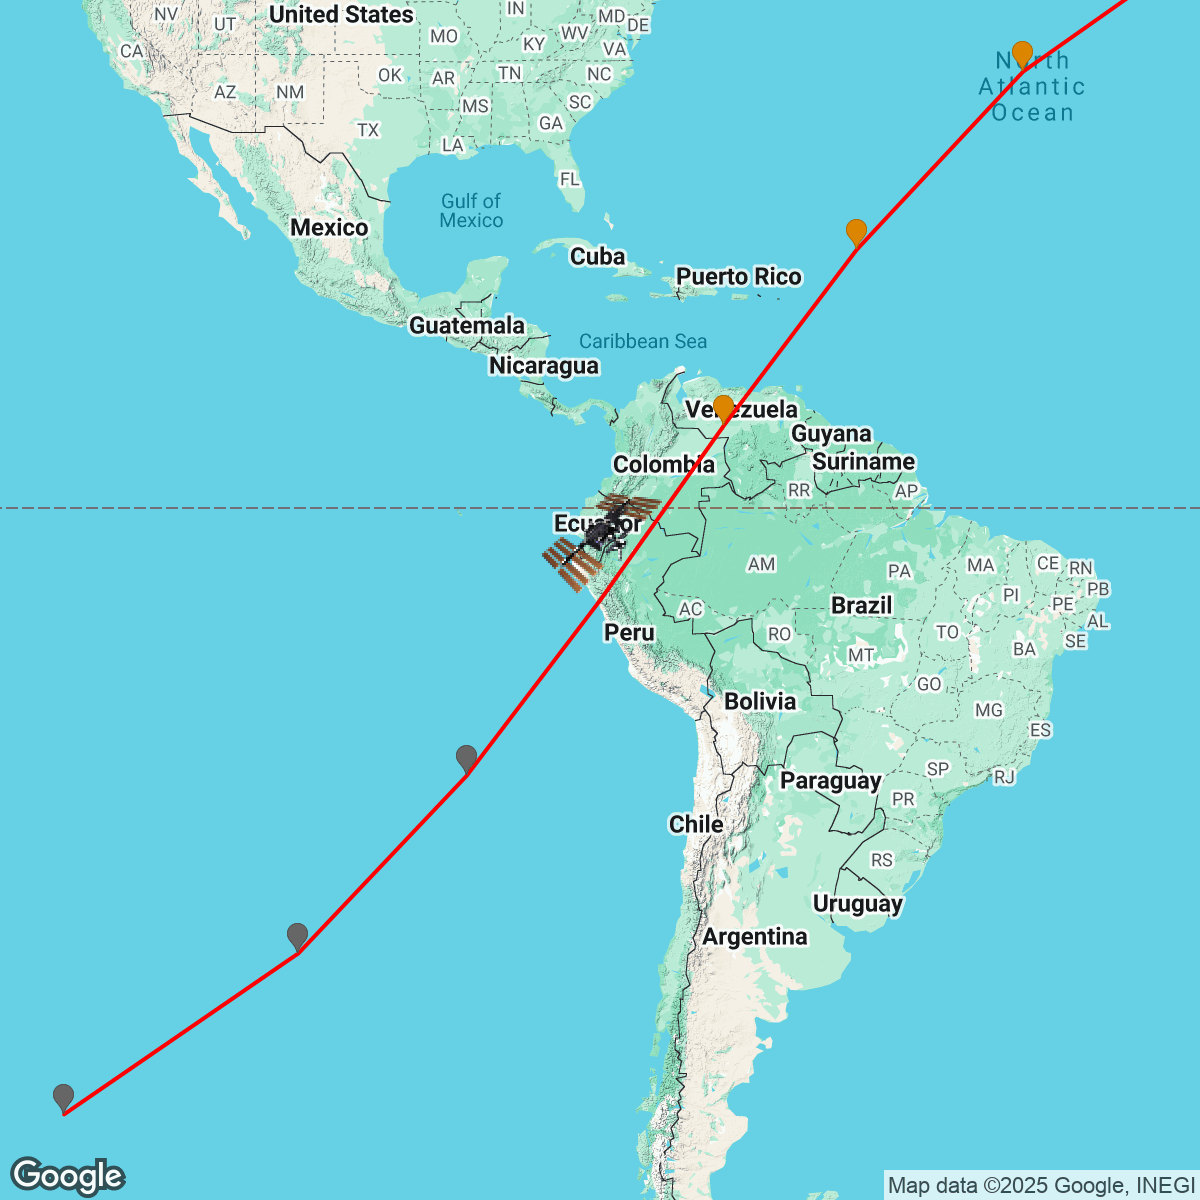 United States
NV
UT
IN
MD
DE
MO
KY
WV
VA
CA
OK
AR
TN
NC
AZ
NM
MS
SC
GA
TX
LA
FL
North
Atlantic
Ocean
Gulf of
Mexico
Mexico
Cuba
Puerto Rico
Guatemala
Caribbean Sea
Nicaragua
Venezuela
Guyana
Colombia
Suriname
RR
AP
Ecuador
AM
PA
MA
CE
RN
PI
PB
PE
AC
Brazil
AL
Peru
RO
TO
SE
MT
BA
GO
Bolivia
MG
ES
SP
RJ
Paraguay
PR
Chile
RS
Uruguay
Argentina
Google
Map data ©2025 Google, INEGI